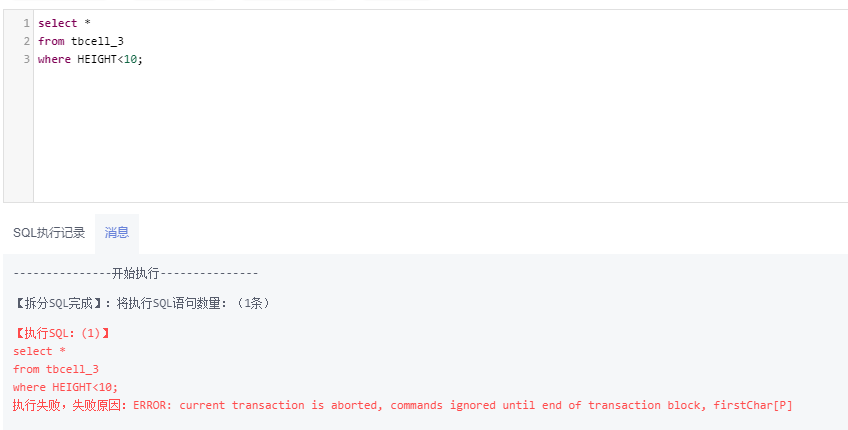 1 select *
2 from tbcell_3
3 where HEIGHT<10;
SQL执行记录 消息
---------------开始执行---------------
【拆分SQL完成】：将执行SQL语句数量：（1条）
【执行SQL：(1)】
select *
from tbcell_3
where HEIGHT<10;
执行失败，失败原因：ERROR: current transaction is aborted, commands ignored until end of transaction block, firstChar[P]